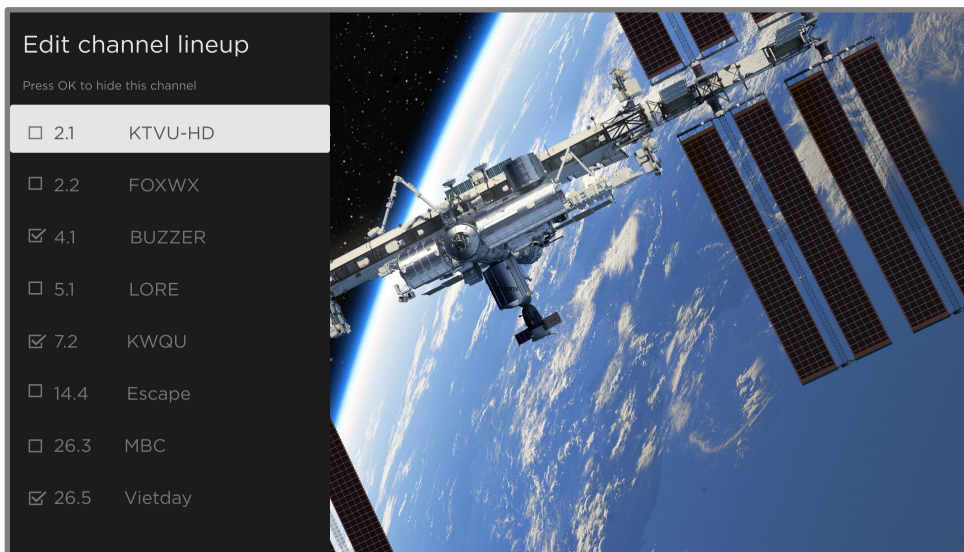 Edit channel lineup
Press OK to hide this channel
2.1 KTVU-HD
2.2 FOXWX
4.1 BUZZER
5.1 LORE
7.2 KWQU
14.4 Escape
26.3 MBC
26.5 Vietday